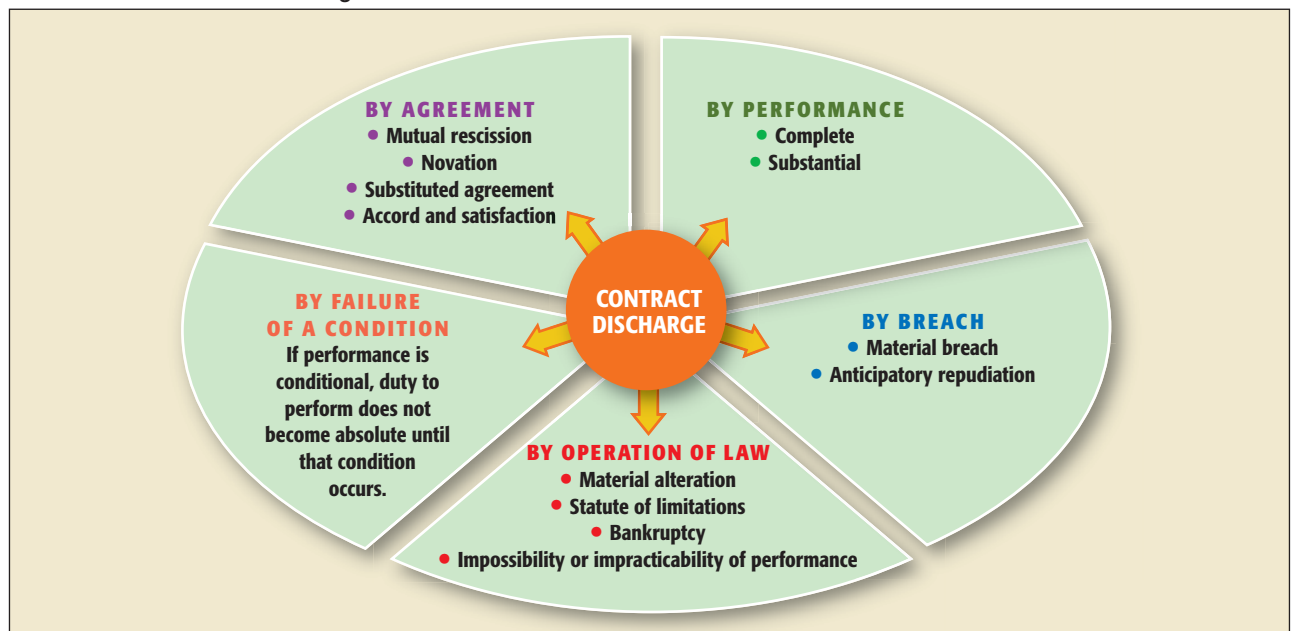 BY AGREEMENT
• Mutual rescission
• Novation
• Substituted agreement
• Accord and satisfaction
BY PERFORMANCE
• Complete
• Substantial
BY FAILURE
OF A CONDITION
If performance is
conditional, duty to
perform does not
become absolute until
that condition
occurs.
CONTRACT
DISCHARGE
BY BREACH
• Material breach
• Anticipatory repudiation
BY OPERATION OF LAW
• Material alteration
• Statute of limitations
• Bankruptcy
• Impossibility or impracticability of performance